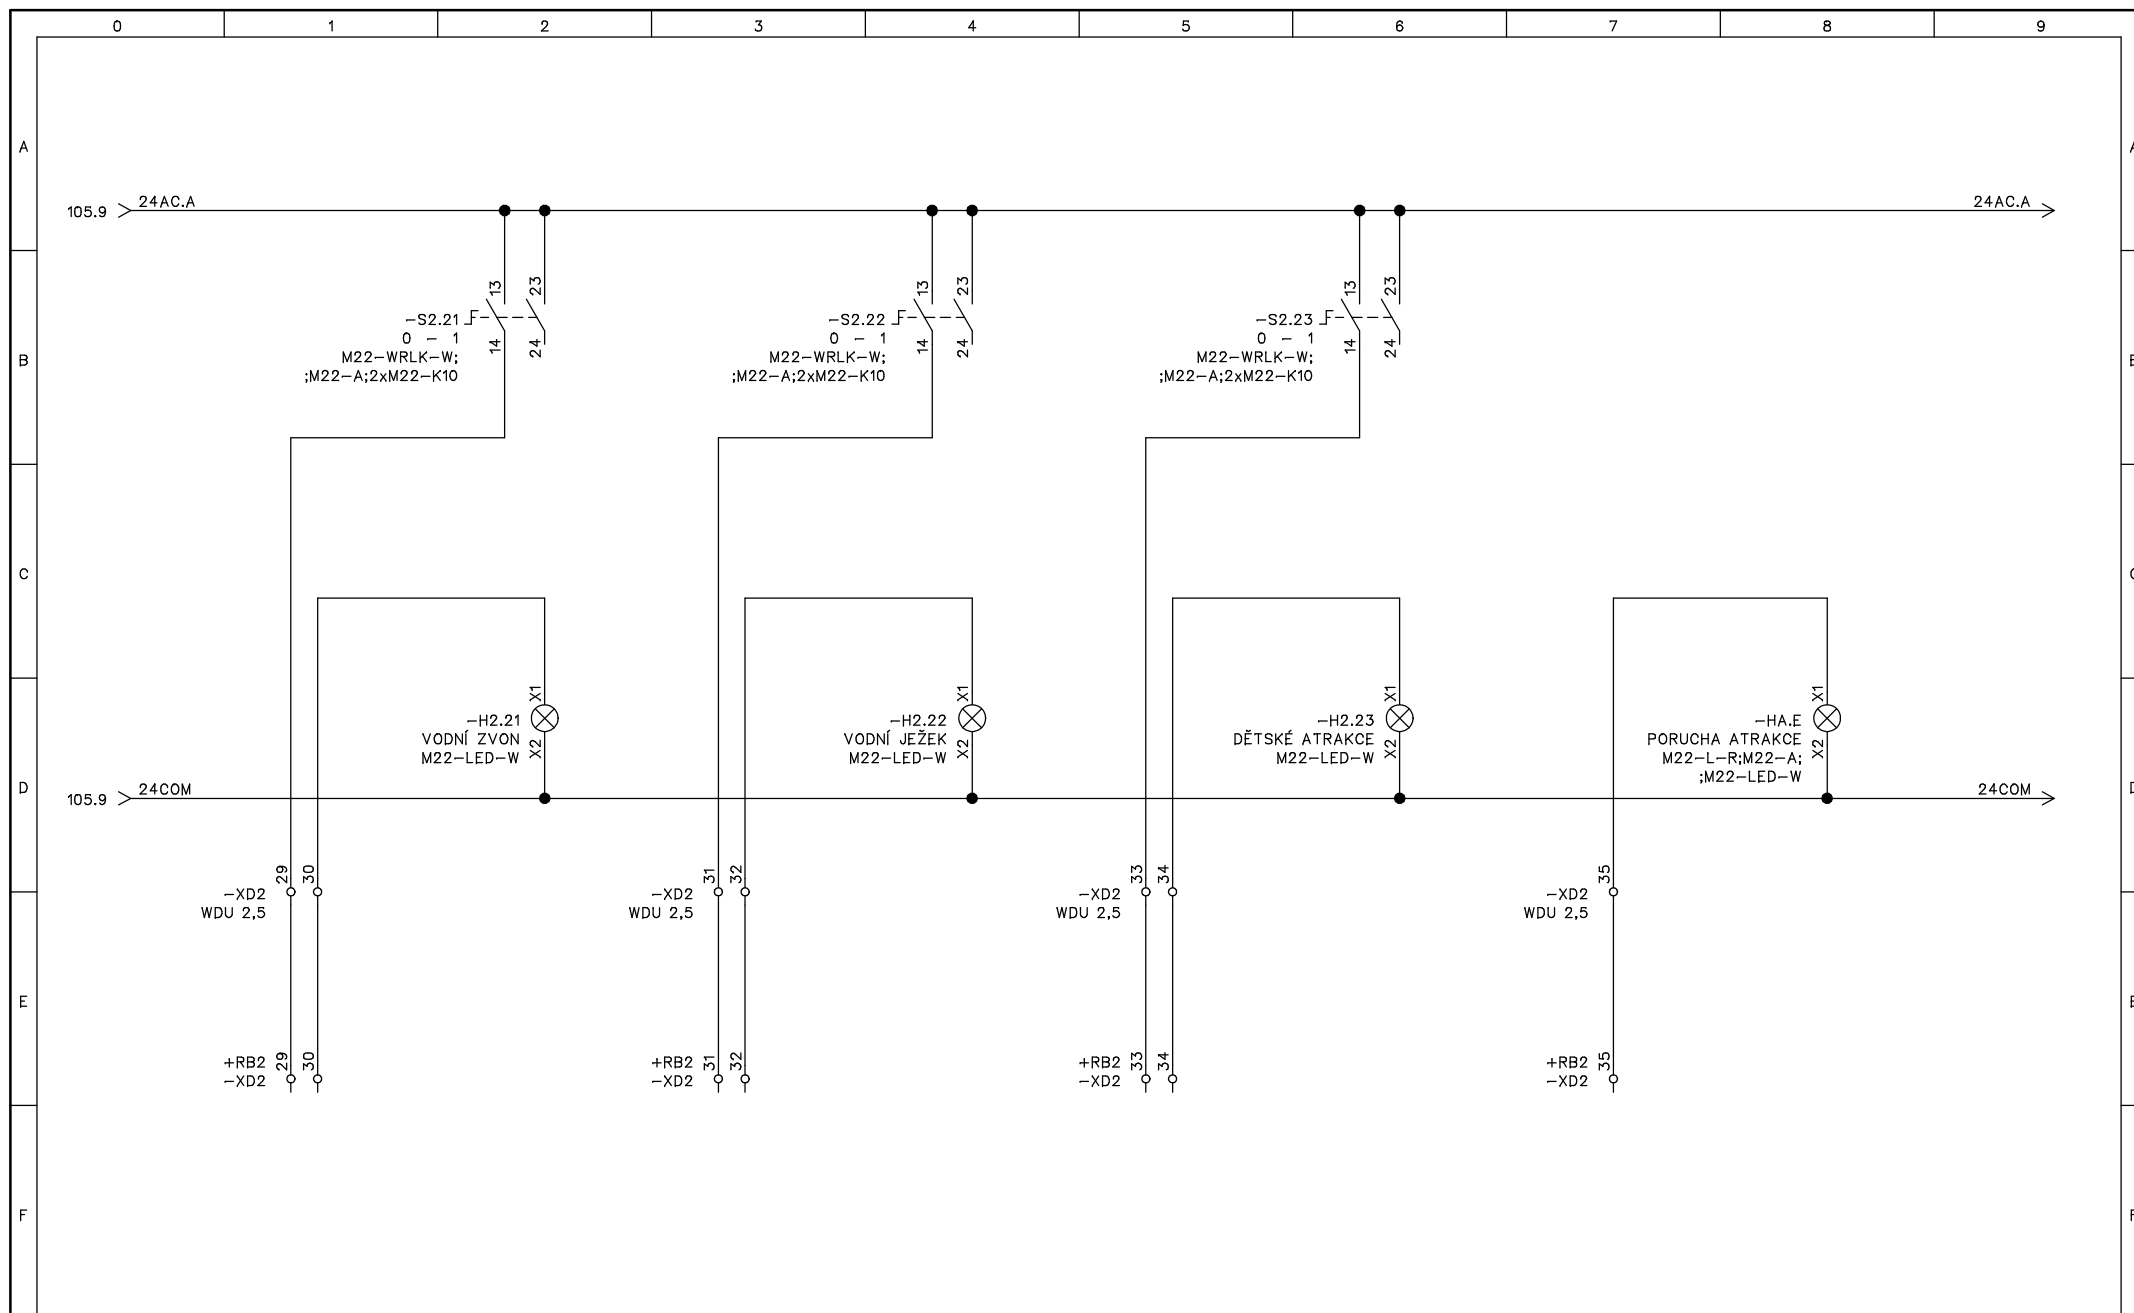 0 1 2 3 4 5 6 7 8 9
A
105.9 24AC.A 24AC.A
13 23
-S2.21
0 - 1
14 24
M22-WRLK-W;
;M22-A;2xM22-K10
13 23
-S2.22
0 - 1
14 24
M22-WRLK-W;
;M22-A;2xM22-K10
13 23
-S2.23
0 - 1
14 24
M22-WRLK-W;
;M22-A;2xM22-K10
B
C
X1
-H2.21
VODNÍ ZVON
M22-LED-W
X2
X1
-H2.22
VODNÍ JEŽEK
M22-LED-W
X2
X1
-H2.23
DĚTSKÉ ATRAKCE
M22-LED-W
X2
X1
-HA.E
PORUCHA ATRAKCE
M22-L-R;M22-A;
;M22-LED-W
X2
D
105.9 24COM 24COM
29 30
-XD2
WDU 2,5
31 32
-XD2
WDU 2,5
33 34
-XD2
WDU 2,5
35
-XD2
WDU 2,5
E
+RB2 29 30
-XD2
+RB2 31 32
-XD2
+RB2 33 34
-XD2
+RB2 35
-XD2
F